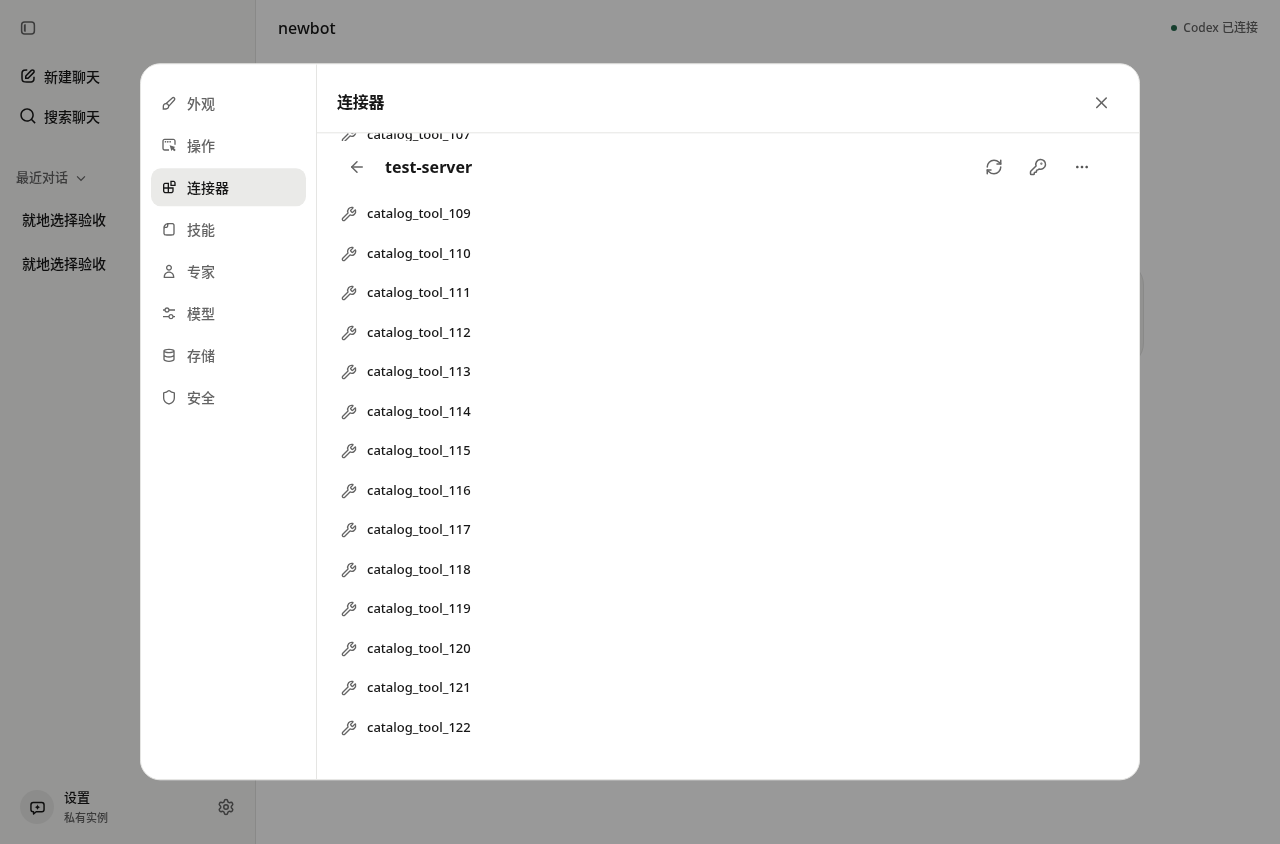 newbot
Codex 已连接
新建聊天
搜索聊天
最近对话
就地选择验收
就地选择验收
设置
私有实例
外观
操作
连接器
技能
专家
模型
存储
安全
连接器
catalog_tool_107
test-server
catalog_tool_109
catalog_tool_110
catalog_tool_111
catalog_tool_112
catalog_tool_113
catalog_tool_114
catalog_tool_115
catalog_tool_116
catalog_tool_117
catalog_tool_118
catalog_tool_119
catalog_tool_120
catalog_tool_121
catalog_tool_122